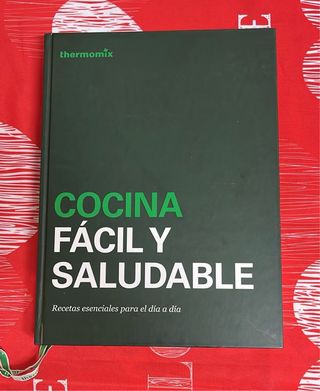 thermomix
COCINA
FÁCIL Y
SALUDABLE
Recetas esenciales para el día a día